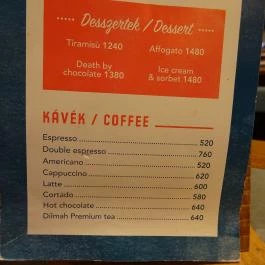 Desszertek / Dessert
Tiramisù 1240
Affogato 1480
Death by
chocolate 1380
Ice cream
& sorbet 1480
KÁVÉK / COFFEE
Espresso 520
Double espresso 760
Americano 520
Cappuccino 620
Latte 600
Cortado 580
Hot chocolate 640
Dilmah Premium tea 640